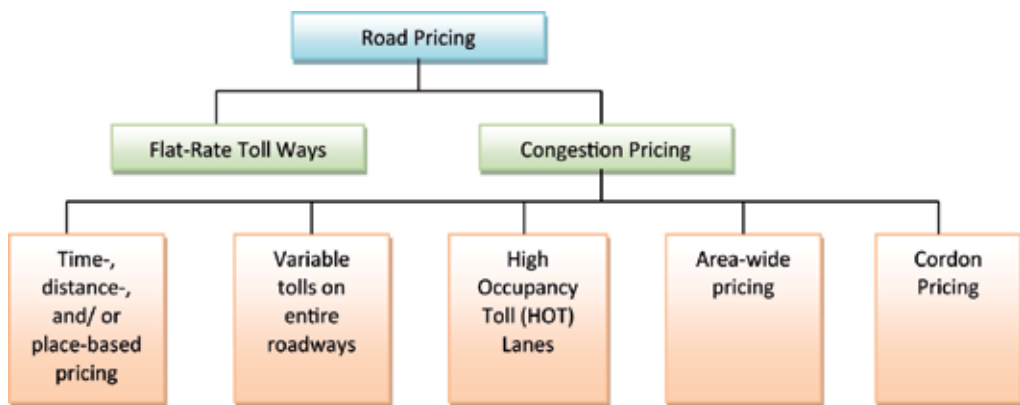 Road Pricing
Flat-Rate Toll Ways
Congestion Pricing
Time-,
distance-,
and/ or
place-based
pricing
Variable
tolls on
entire
roadways
High
Occupancy
Toll (HOT)
Lanes
Area-wide
pricing
Cordon
Pricing